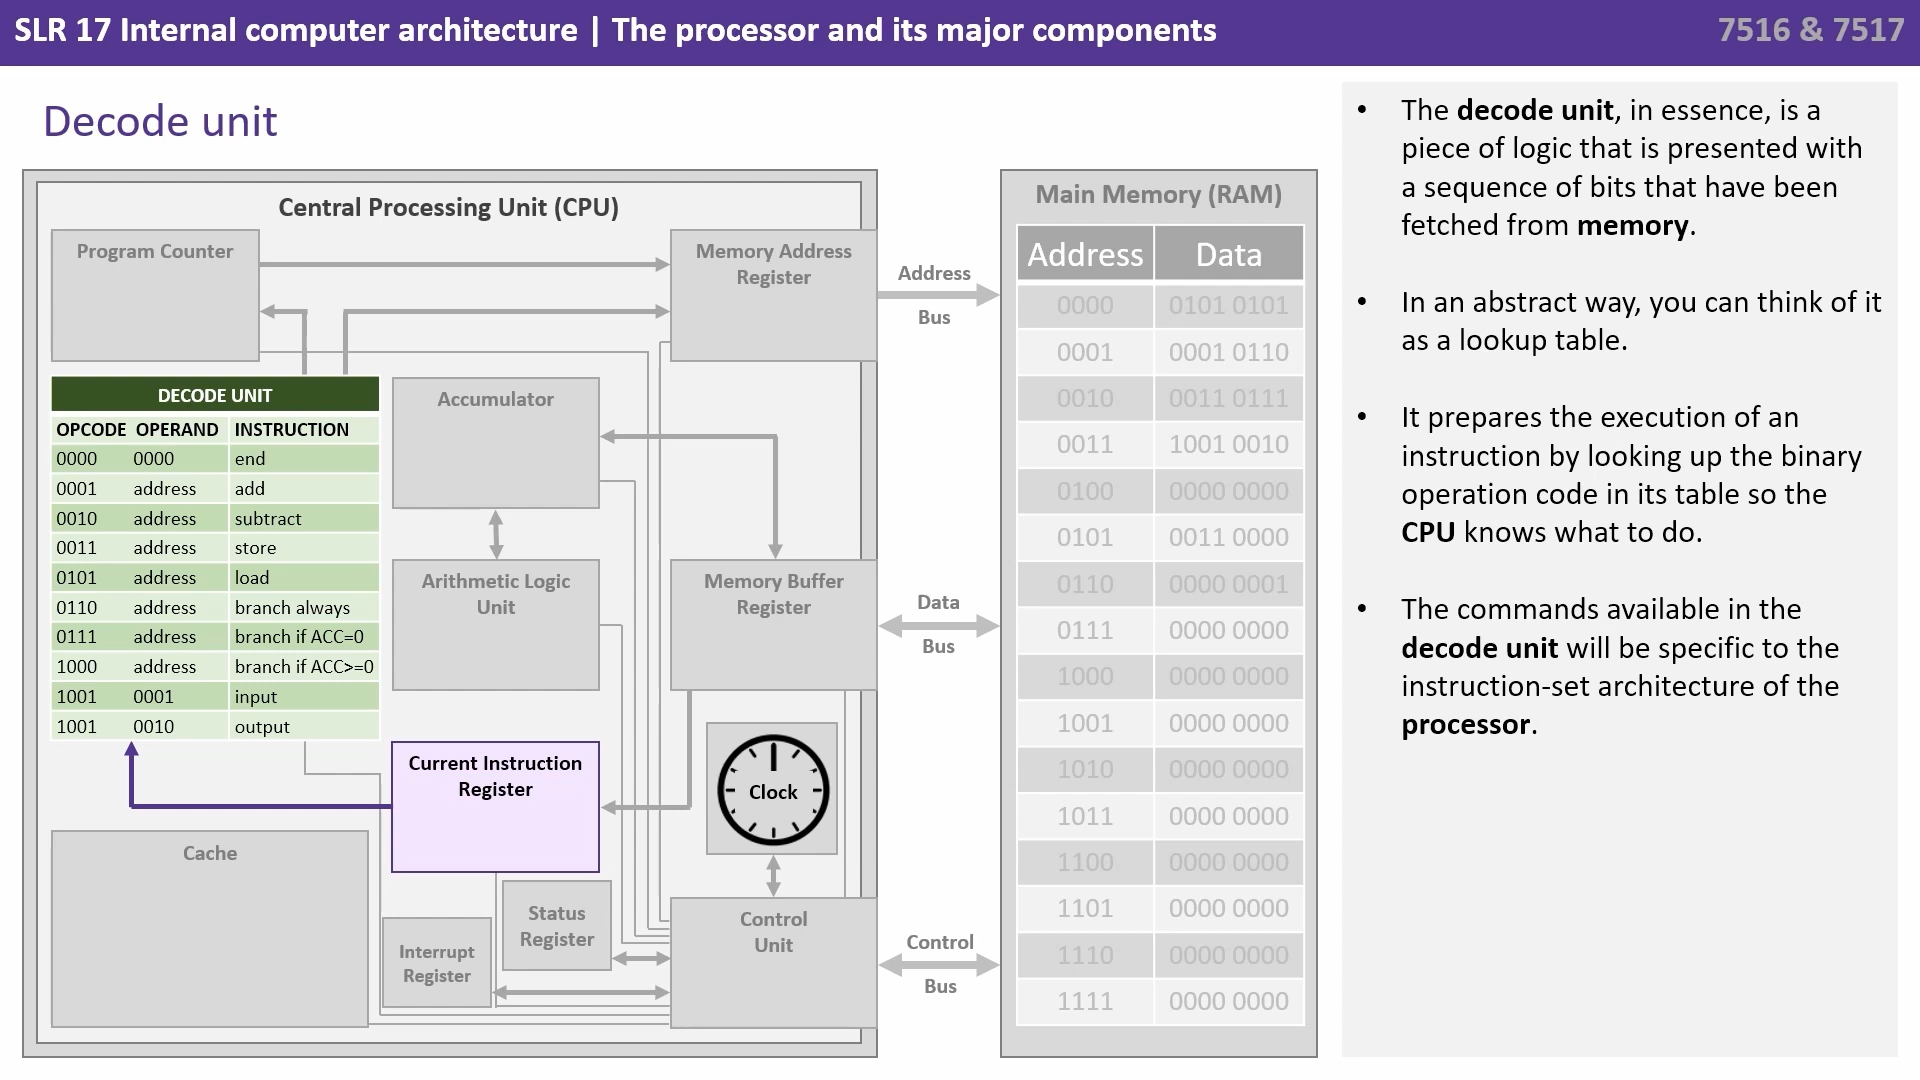 SLR 17 Internal computer architecture | The processor and its major components
7516 & 7517
Decode unit
Central Processing Unit (CPU)
Program Counter
Memory Address
Register
DECODE UNIT
OPCODE OPERAND INSTRUCTION
0000 0000 end
0001 address add
0010 address subtract
0011 address store
0101 address load
0110 address branch always
0111 address branch if ACC=0
1000 address branch if ACC>=0
1001 0001 input
1001 0010 output
Accumulator
Arithmetic Logic
Unit
Memory Buffer
Register
Current Instruction
Register
Clock
Cache
Status
Register
Interrupt
Register
Control
Unit
Address
Bus
Data
Bus
Control
Bus
Main Memory (RAM)
Address Data
0000 0101 0101
0001 0001 0110
0010 0011 0111
0011 1001 0010
0100 0000 0000
0101 0011 0000
0110 0000 0001
0111 0000 0000
1000 0000 0000
1001 0000 0000
1010 0000 0000
1011 0000 0000
1100 0000 0000
1101 0000 0000
1110 0000 0000
1111 0000 0000
• The decode unit, in essence, is a
piece of logic that is presented with
a sequence of bits that have been
fetched from memory.
• In an abstract way, you can think of it
as a lookup table.
• It prepares the execution of an
instruction by looking up the binary
operation code in its table so the
CPU knows what to do.
• The commands available in the
decode unit will be specific to the
instruction-set architecture of the
processor.